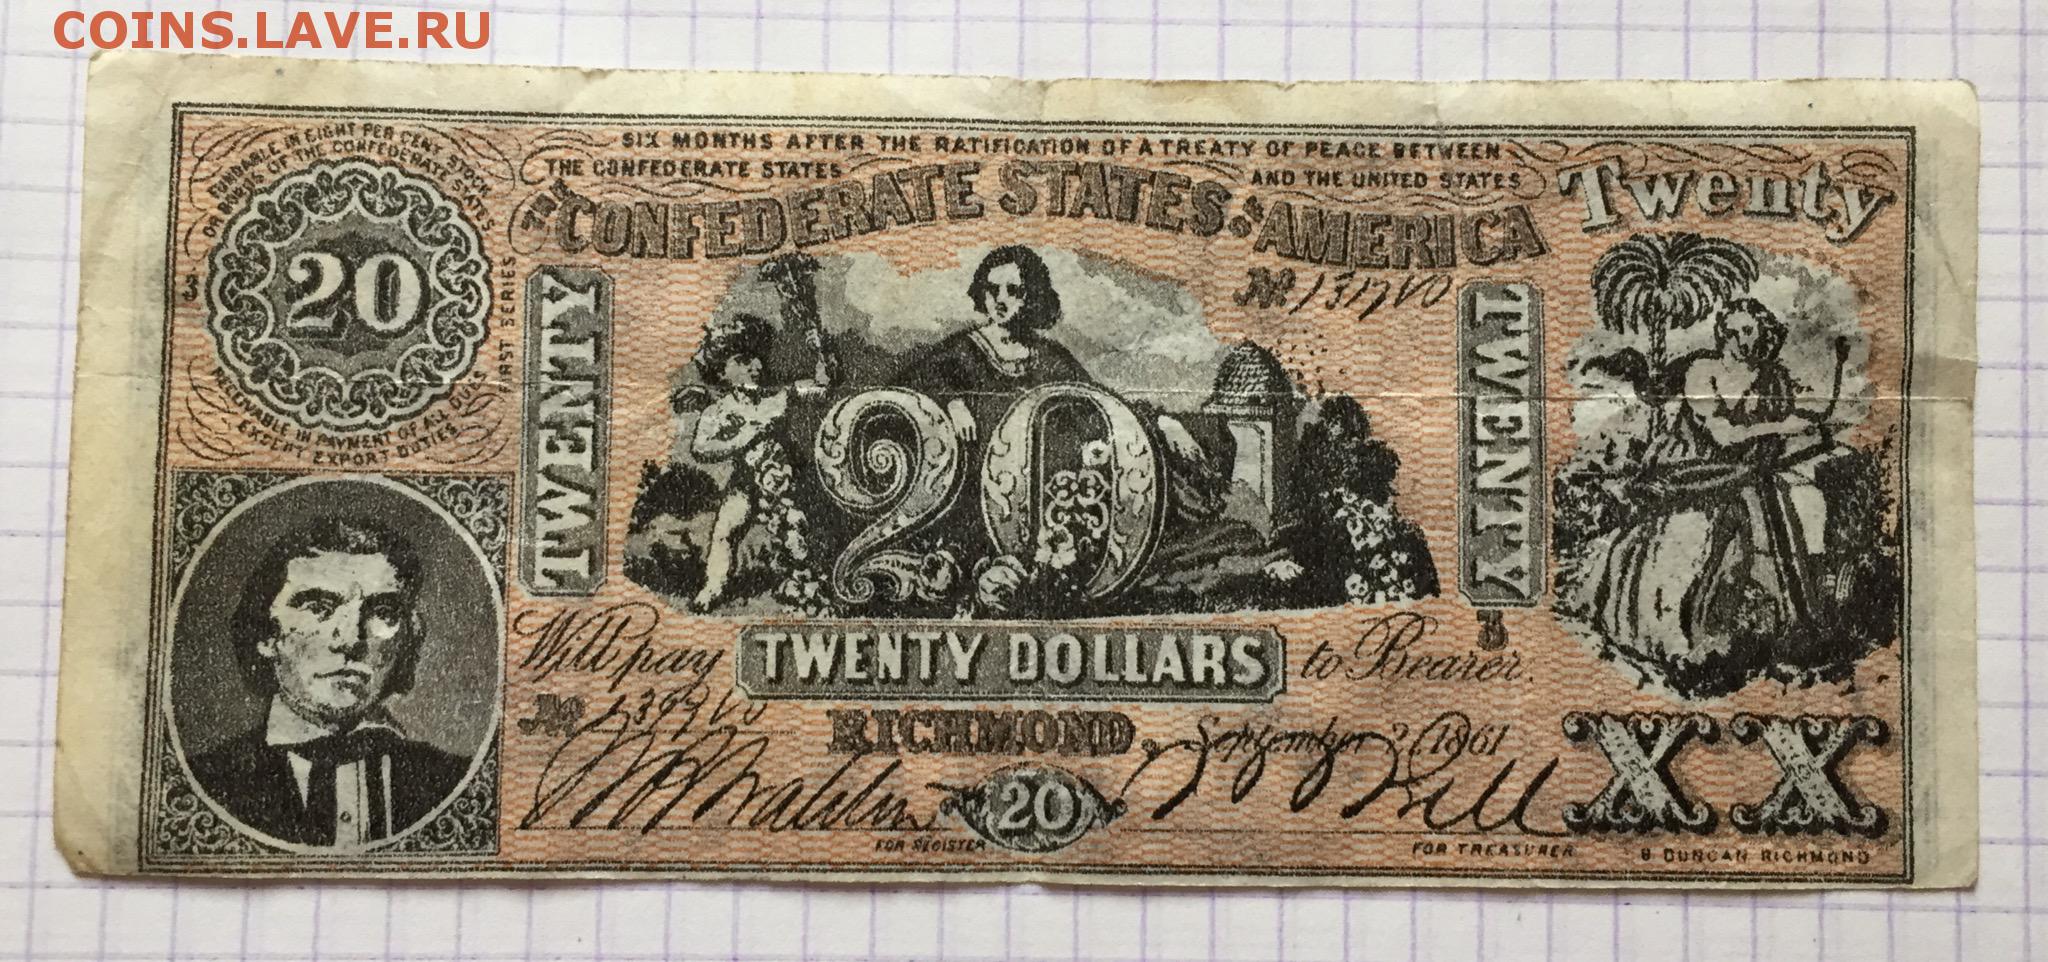 COINS.LAVE.RU
FUNDABLE IN EIGHT PER CENT STOCK
OR BONDS OF THE CONFEDERATE STATES
20
RECEIVABLE IN PAYMENT OF ALL DUES
EXCEPT EXPORT DUTIES
3
FIRST SERIES
SIX MONTHS AFTER THE RATIFICATION OF A TREATY OF PEACE BETWEEN
THE CONFEDERATE STATES AND THE UNITED STATES
THE CONFEDERATE STATES OF AMERICA
Twenty
TWENTY
No
20
TWENTY
3
Will pay TWENTY DOLLARS to Bearer.
No
RICHMOND, September 2, 1861
XX
20
FOR REGISTER
FOR TREASURER
B DUNCAN RICHMOND